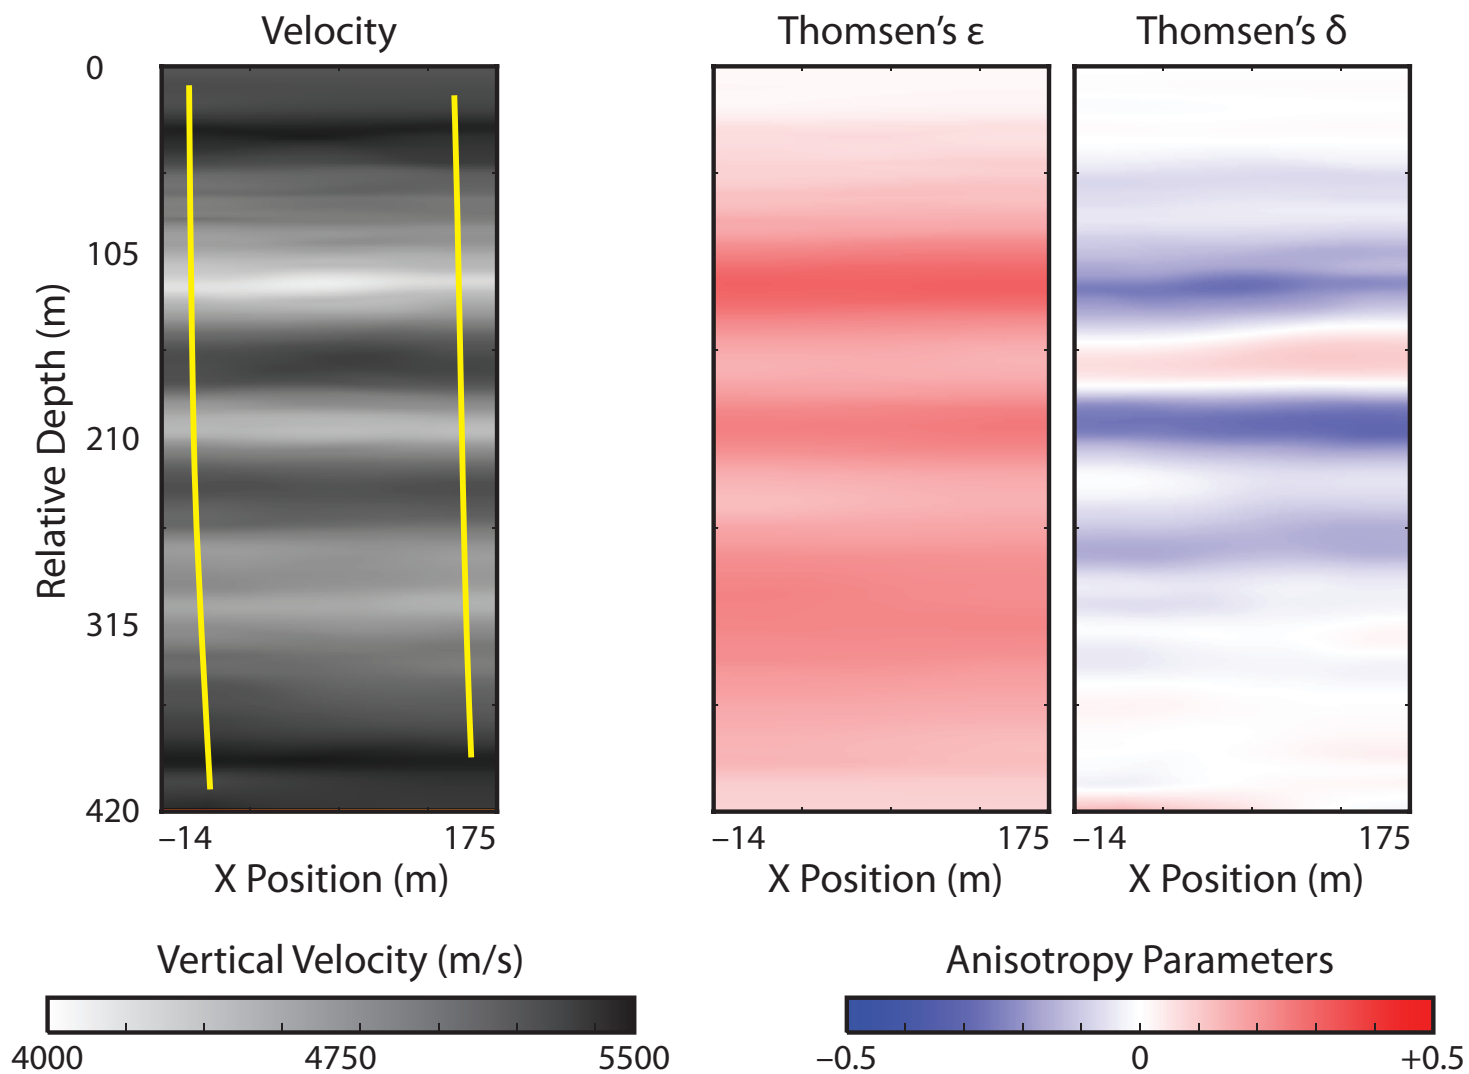 Velocity
Thomsen’s ε
Thomsen’s δ
0
105
210
315
420
Relative Depth (m)
–14
175
–14
175
–14
175
X Position (m)
X Position (m)
X Position (m)
Vertical Velocity (m/s)
Anisotropy Parameters
4000
4750
5500
–0.5
0
+0.5